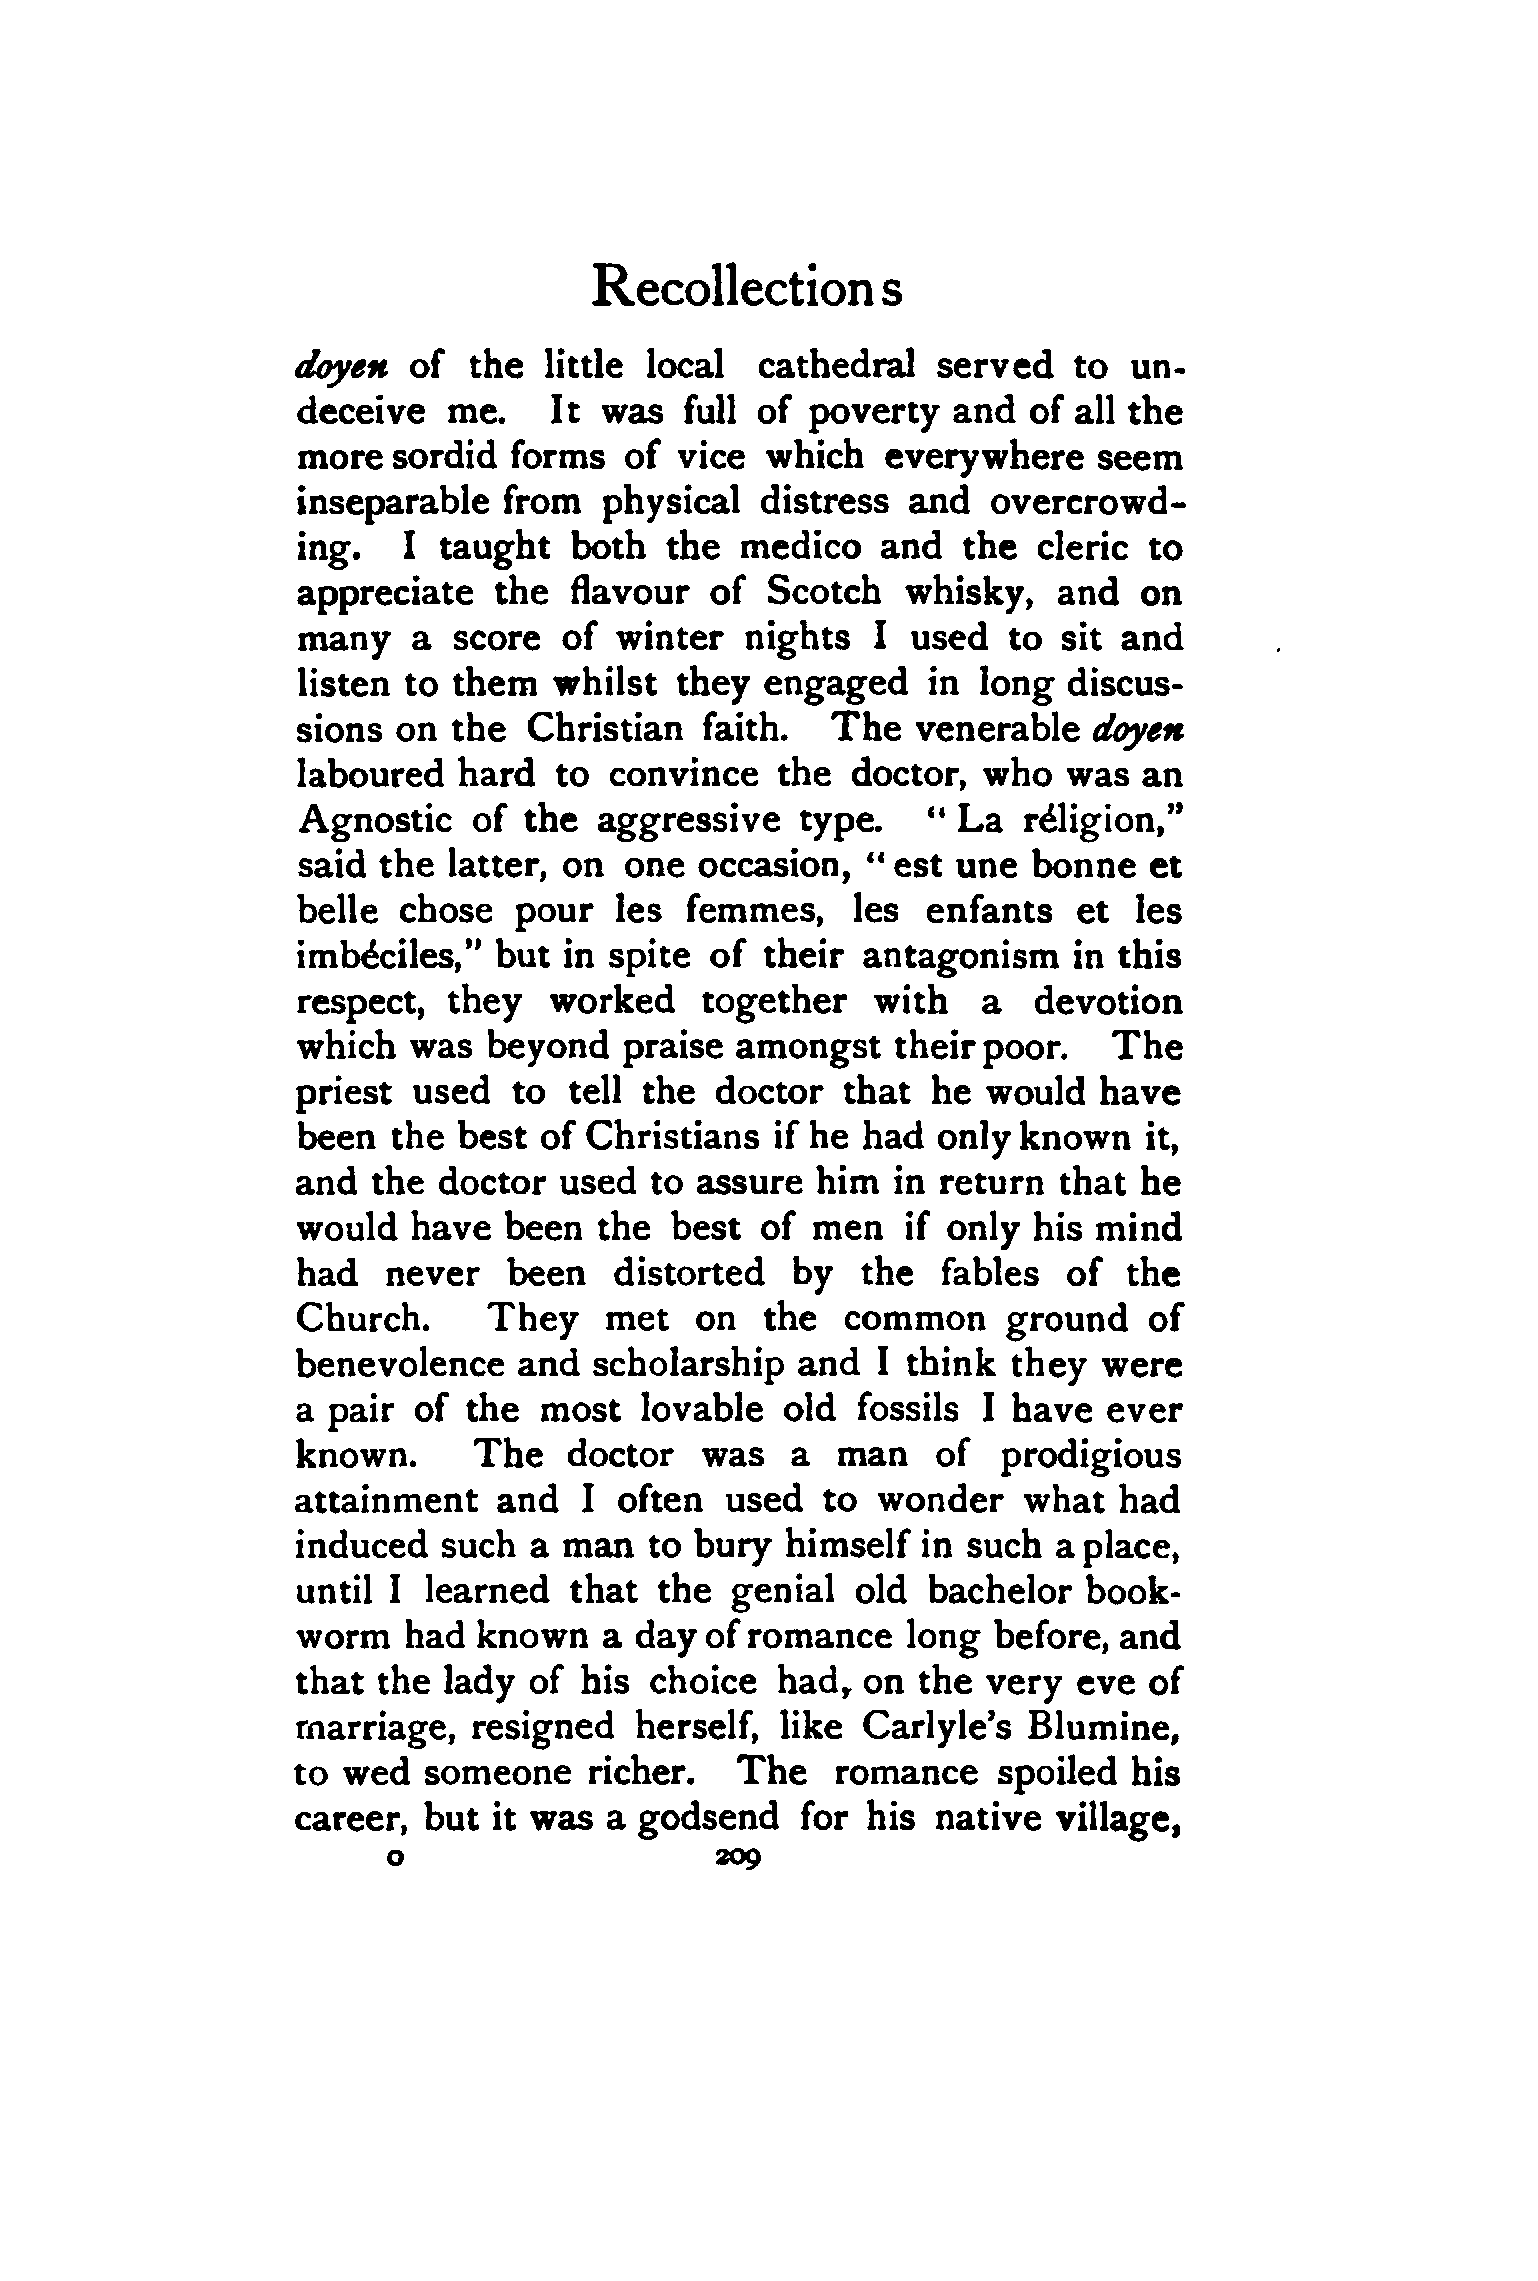 Recollections
doyen of the little local cathedral served to un-
deceive me. It was full of poverty and of all the
more sordid forms of vice which everywhere seem
inseparable from physical distress and overcrowd-
ing. I taught both the medico and the cleric to
appreciate the flavour of Scotch whisky, and on
many a score of winter nights I used to sit and
listen to them whilst they engaged in long discus-
sions on the Christian faith. The venerable doyen
laboured hard to convince the doctor, who was an
Agnostic of the aggressive type. “ La réligion,”
said the latter, on one occasion, “ est une bonne et
belle chose pour les femmes, les enfants et les
imbéciles,” but in spite of their antagonism in this
respect, they worked together with a devotion
which was beyond praise amongst their poor. The
priest used to tell the doctor that he would have
been the best of Christians if he had only known it,
and the doctor used to assure him in return that he
would have been the best of men if only his mind
had never been distorted by the fables of the
Church. They met on the common ground of
benevolence and scholarship and I think they were
a pair of the most lovable old fossils I have ever
known. The doctor was a man of prodigious
attainment and I often used to wonder what had
induced such a man to bury himself in such a place,
until I learned that the genial old bachelor book-
worm had known a day of romance long before, and
that the lady of his choice had, on the very eve of
marriage, resigned herself, like Carlyle’s Blumine,
to wed someone richer. The romance spoiled his
career, but it was a godsend for his native village,
o 209